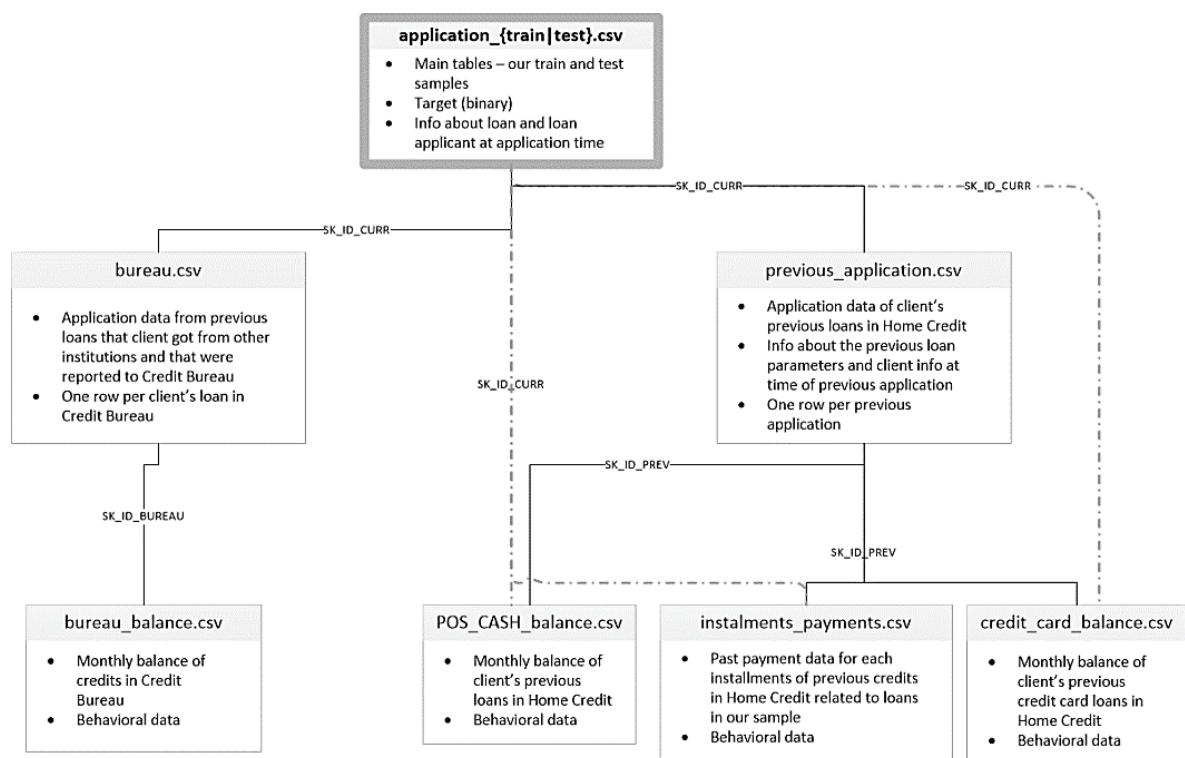 application_{train|test}.csv
• Main tables – our train and test
samples
• Target (binary)
• Info about loan and loan
applicant at application time
SK_ID_CURR
SK_ID_CURR
SK_ID_CURR
bureau.csv
• Application data from previous
loans that client got from other
institutions and that were
reported to Credit Bureau
• One row per client's loan in
Credit Bureau
SK_ID_CURR
previous_application.csv
• Application data of client's
previous loans in Home Credit
• Info about the previous loan
parameters and client info at
time of previous application
• One row per previous
application
SK_ID_PREV
SK_ID_BUREAU
SK_ID_PREV
bureau_balance.csv
• Monthly balance of
credits in Credit
Bureau
• Behavioral data
POS_CASH_balance.csv
• Monthly balance of
client's previous
loans in Home Credit
• Behavioral data
instalments_payments.csv
• Past payment data for each
installments of previous credits
in Home Credit related to loans
in our sample
• Behavioral data
credit_card_balance.csv
• Monthly balance of
client's previous
credit card loans in
Home Credit
• Behavioral data